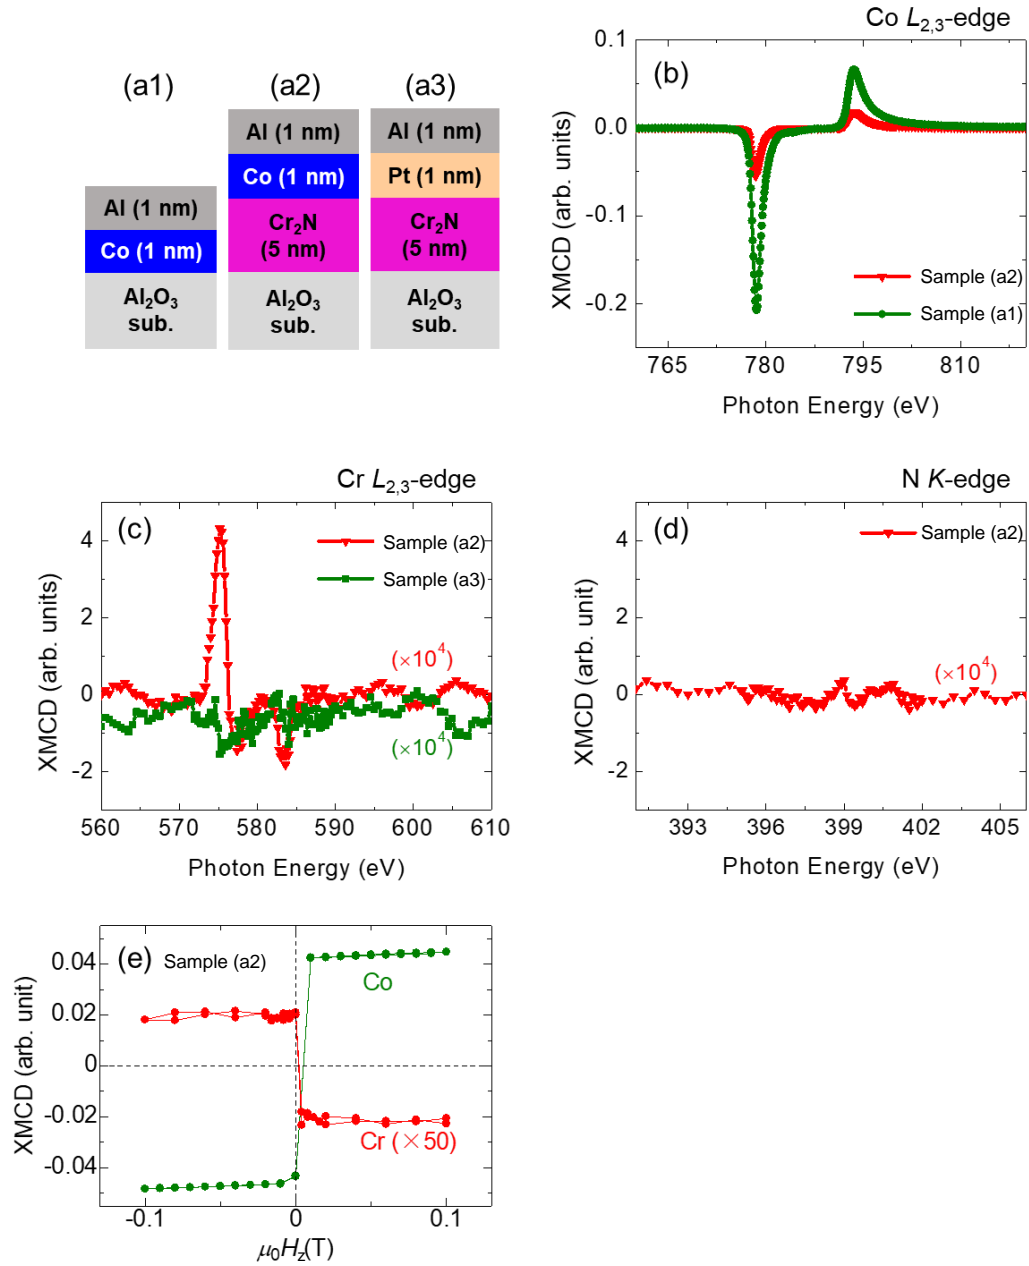 (a1)
(a2)
(a3)
Al (1 nm)
Co (1 nm)
Al₂O₃
sub.
Al (1 nm)
Co (1 nm)
Cr₂N
(5 nm)
Al₂O₃
sub.
Al (1 nm)
Pt (1 nm)
Cr₂N
(5 nm)
Al₂O₃
sub.
Co L₂,₃-edge
(b)
XMCD (arb. units)
0.1
0.0
-0.1
-0.2
Sample (a2)
Sample (a1)
765
780
795
810
Photon Energy (eV)
Cr L₂,₃-edge
(c)
XMCD (arb. units)
4
2
0
-2
Sample (a2)
Sample (a3)
(×10⁴)
(×10⁴)
560
570
580
590
600
610
Photon Energy (eV)
N K-edge
(d)
XMCD (arb. unit)
4
2
0
-2
Sample (a2)
(×10⁴)
393
396
399
402
405
Photon Energy (eV)
(e) Sample (a2)
XMCD (arb. unit)
0.04
0.02
0
-0.02
-0.04
Co
Cr (×50)
-0.1
0
0.1
μ₀H_z(T)